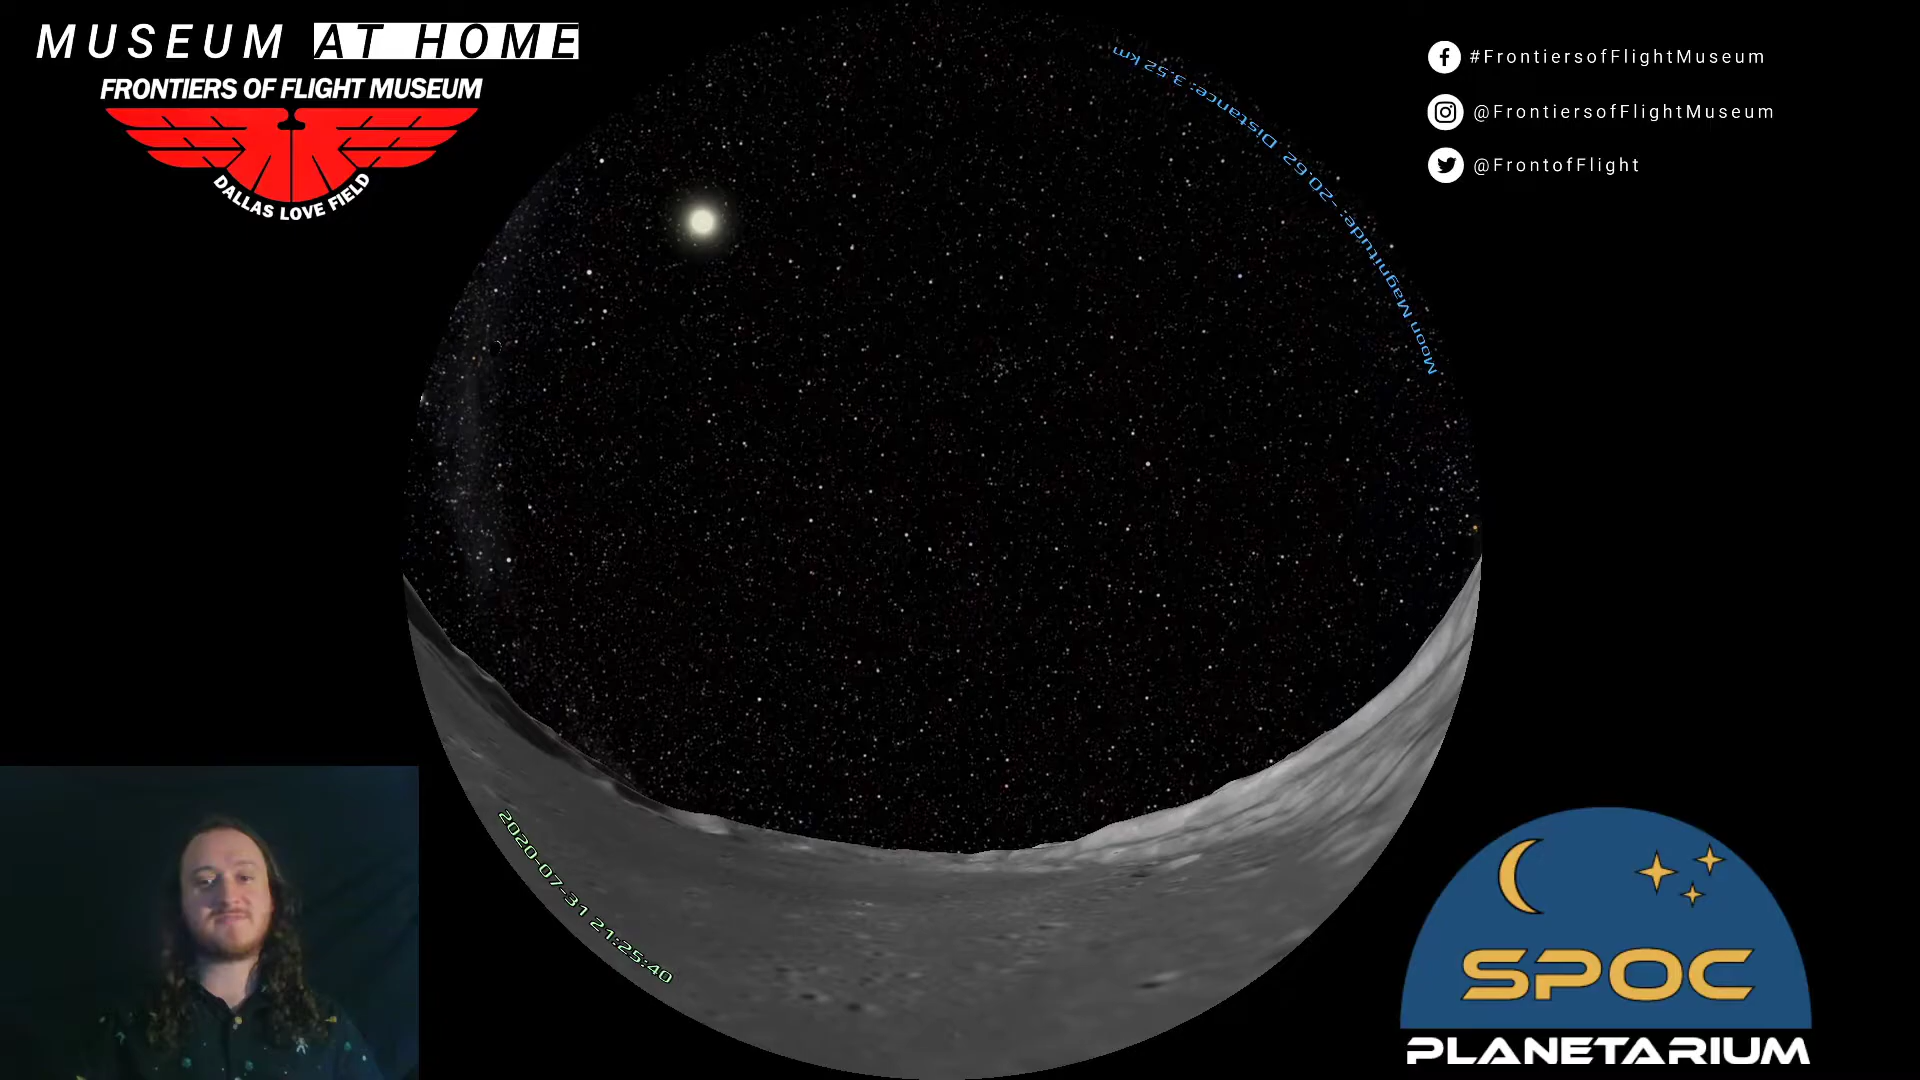 MUSEUM AT HOME
FRONTIERS OF FLIGHT MUSEUM
DALLAS LOVE FIELD
#FrontiersofFlightMuseum
@FrontiersofFlightMuseum
@FrontofFlight
Moon Magnitude: -20.62 Distance: 3.52 km
2020-07-31 21:25:40
SPOC
PLANETARIUM